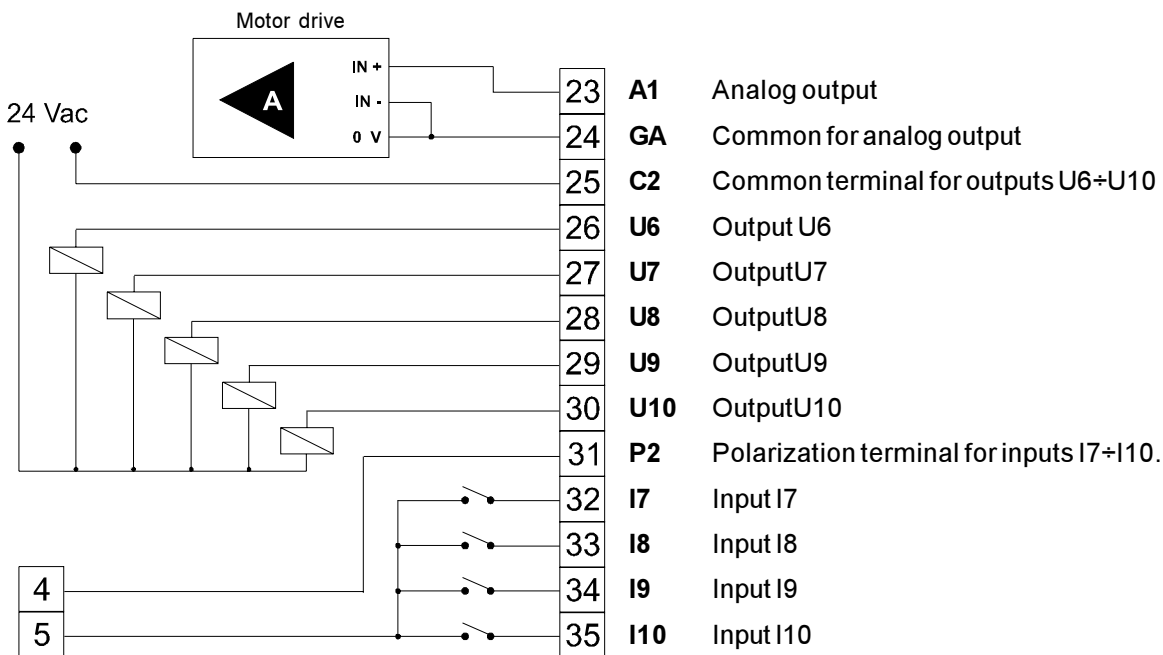 Motor drive
IN +
A
IN -
0 V
24 Vac
23 A1 Analog output
24 GA Common for analog output
25 C2 Common terminal for outputs U6÷U10
26 U6 Output U6
27 U7 OutputU7
28 U8 OutputU8
29 U9 OutputU9
30 U10 OutputU10
31 P2 Polarization terminal for inputs I7÷I10.
32 I7 Input I7
33 I8 Input I8
4
34 I9 Input I9
5
35 I10 Input I10